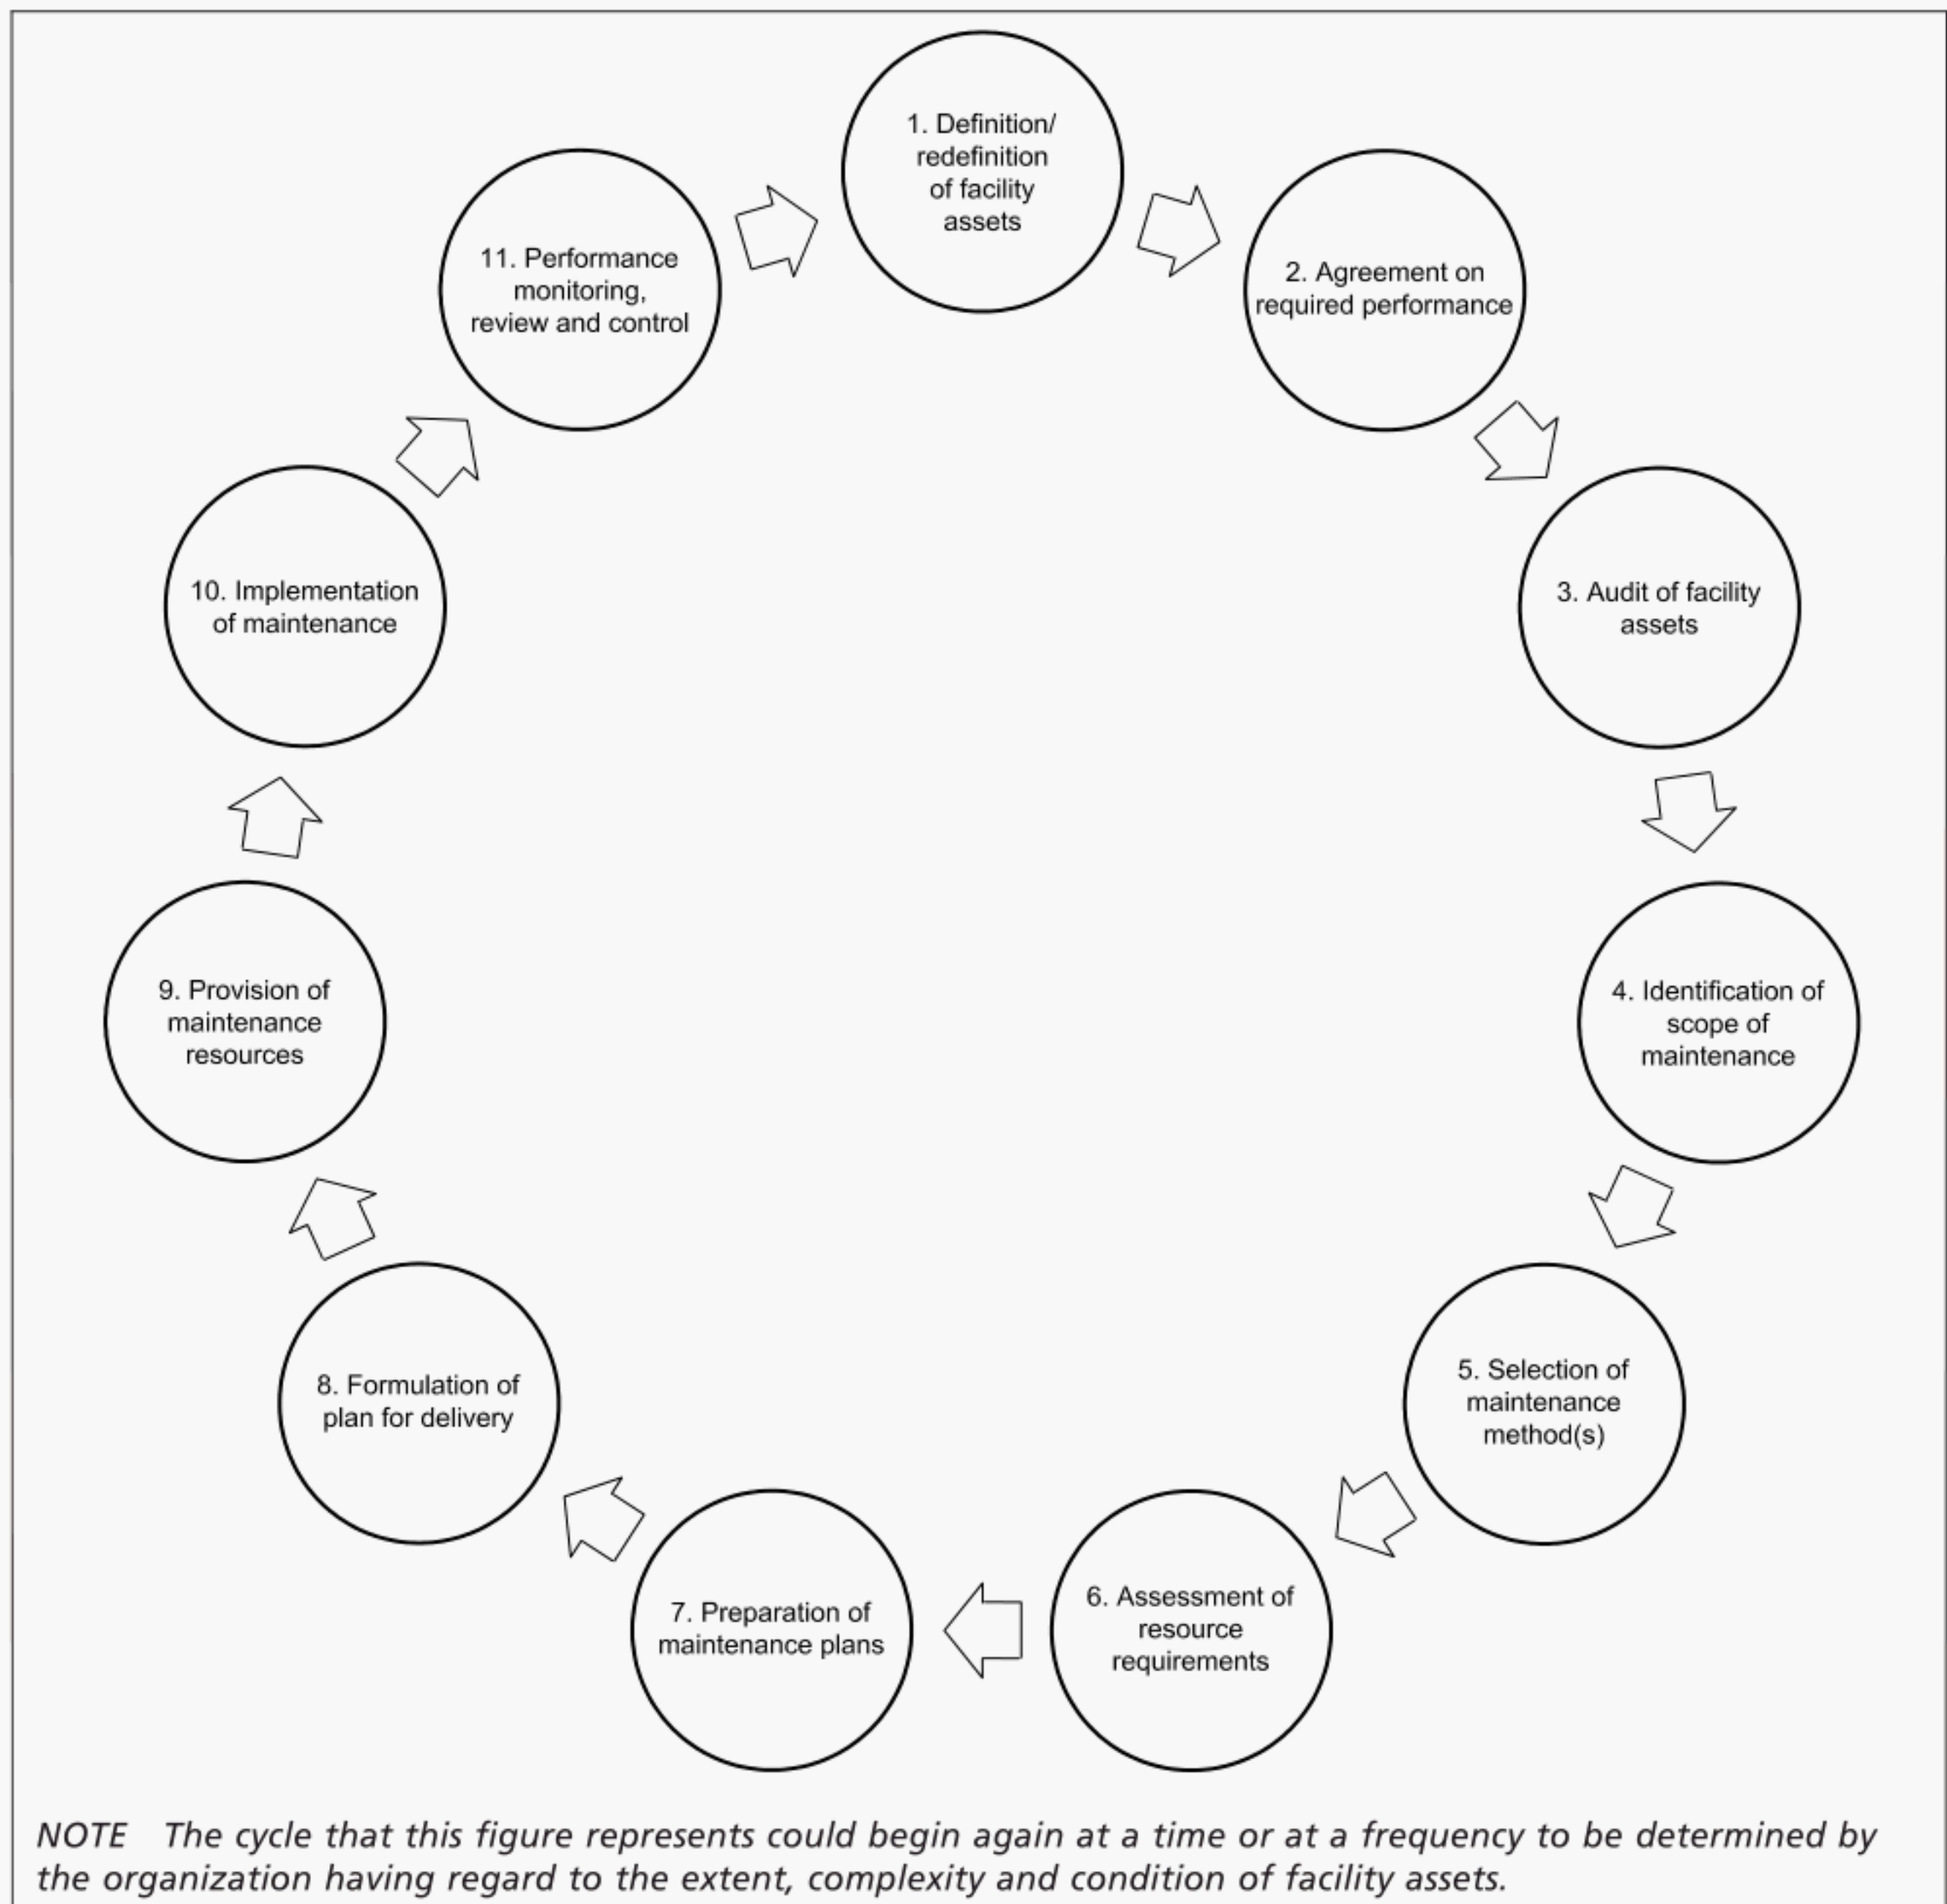 1. Definition/
redefinition
of facility
assets
2. Agreement on
required performance
3. Audit of facility
assets
4. Identification of
scope of
maintenance
5. Selection of
maintenance
method(s)
6. Assessment of
resource
requirements
7. Preparation of
maintenance plans
8. Formulation of
plan for delivery
9. Provision of
maintenance
resources
10. Implementation
of maintenance
11. Performance
monitoring,
review and control
NOTE The cycle that this figure represents could begin again at a time or at a frequency to be determined by
the organization having regard to the extent, complexity and condition of facility assets.